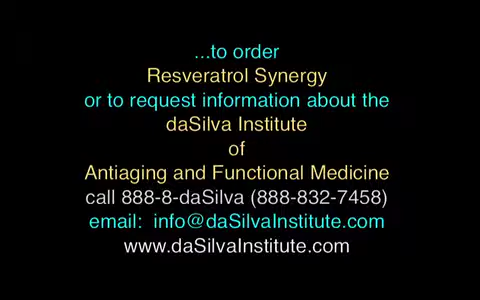 ...to order
Resveratrol Synergy
or to request information about the
daSilva Institute
of
Antiaging and Functional Medicine
call 888-8-daSilva (888-832-7458)
email: info@daSilvaInstitute.com
www.daSilvaInstitute.com